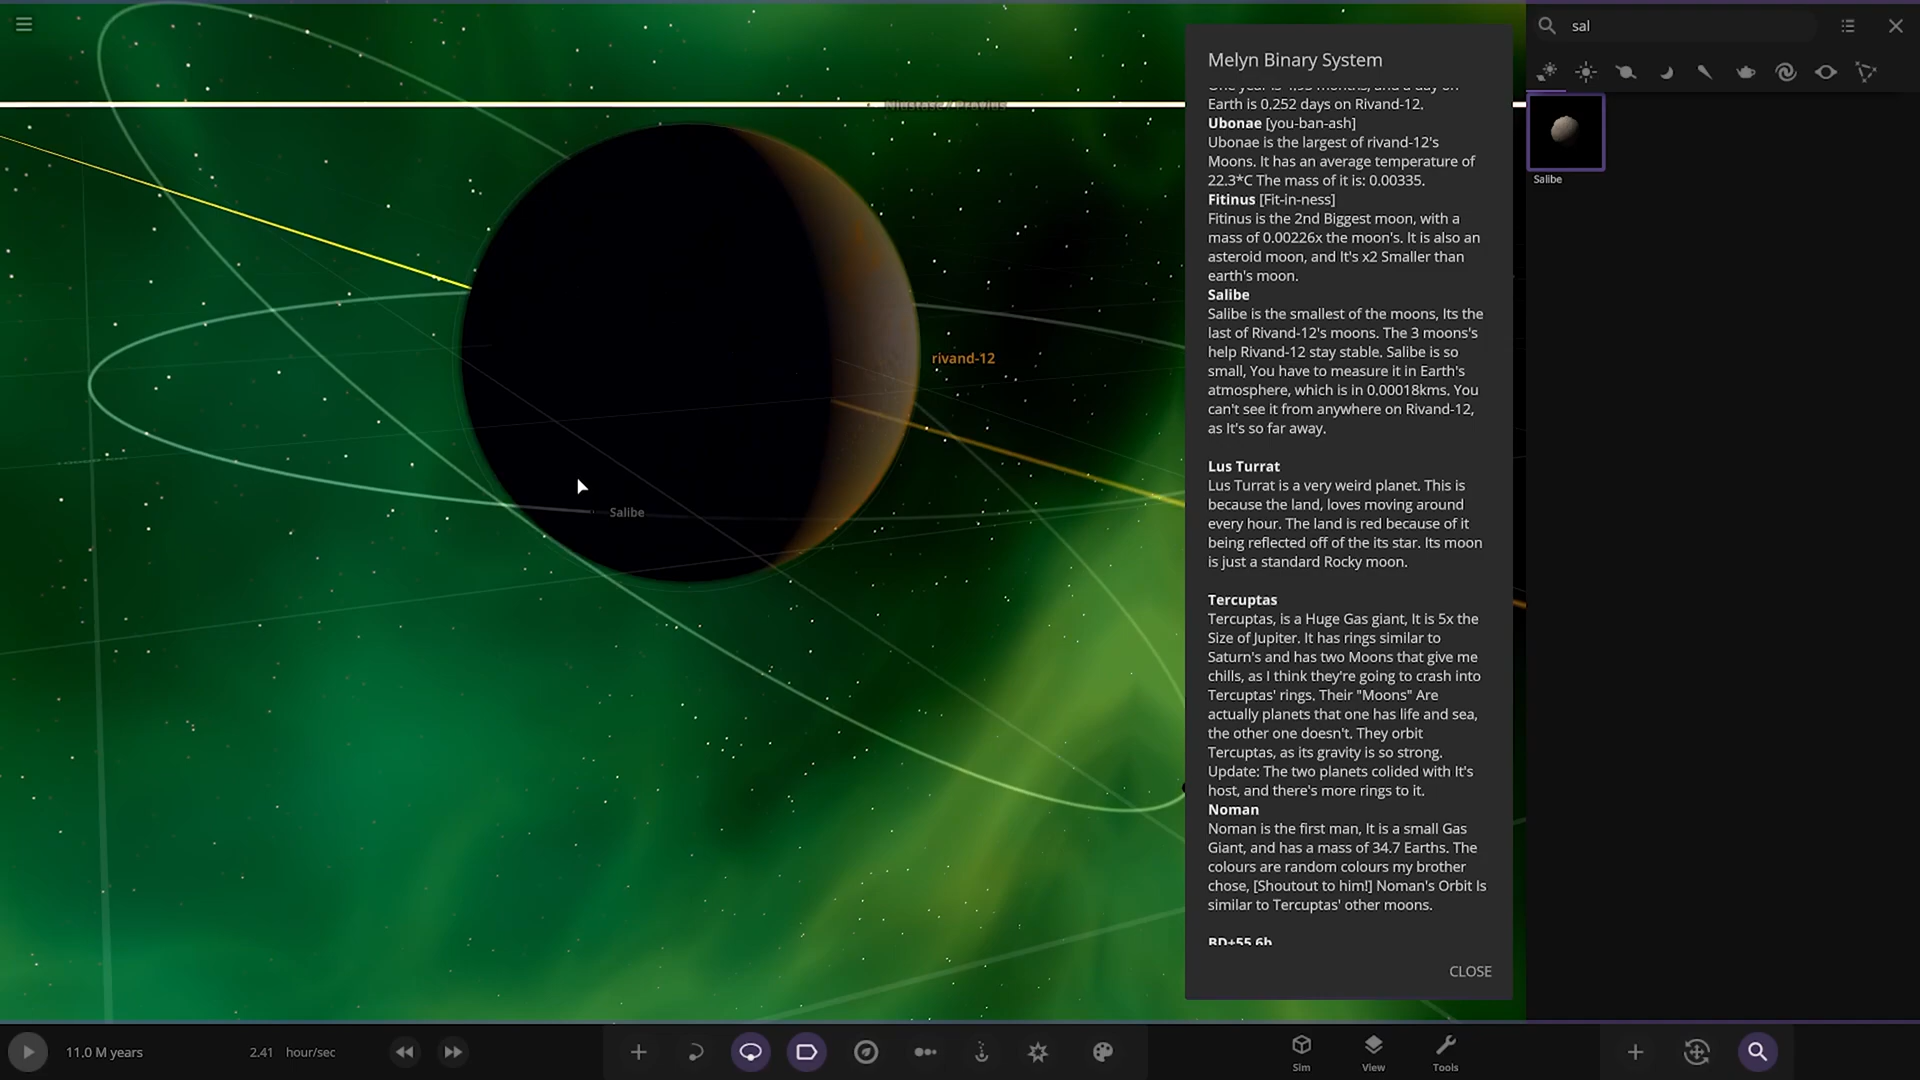 sal
Melyn Binary System
One year is 4.93 months, and a day on
Earth is 0.252 days on Rivand-12.
Ubonae [you-ban-ash]
Ubonae is the largest of rivand-12's
Moons. It has an average temperature of
22.3*C The mass of it is: 0.00335.
Fitinus [Fit-in-ness]
Fitinus is the 2nd Biggest moon, with a
mass of 0.00226x the moon's. It is also an
asteroid moon, and It's x2 Smaller than
earth's moon.
Salibe
Salibe is the smallest of the moons, Its the
last of Rivand-12's moons. The 3 moons's
help Rivand-12 stay stable. Salibe is so
small, You have to measure it in Earth's
atmosphere, which is in 0.00018kms. You
can't see it from anywhere on Rivand-12,
as It's so far away.
Lus Turrat
Lus Turrat is a very weird planet. This is
because the land, loves moving around
every hour. The land is red because of it
being reflected off of the its star. Its moon
is just a standard Rocky moon.
Tercuptas
Tercuptas, is a Huge Gas giant, It is 5x the
Size of Jupiter. It has rings similar to
Saturn's and has two Moons that give me
chills, as I think they're going to crash into
Tercuptas' rings. Their "Moons" Are
actually planets that one has life and sea,
the other one doesn't. They orbit
Tercuptas, as its gravity is so strong.
Update: The two planets colided with It's
host, and there's more rings to it.
Noman
Noman is the first man, It is a small Gas
Giant, and has a mass of 34.7 Earths. The
colours are random colours my brother
chose, [Shoutout to him!] Noman's Orbit Is
similar to Tercuptas' other moons.
BD+55 6h
CLOSE
Salibe
rivand-12
Salibe
11.0 M years
2.41 hour/sec
Sim
View
Tools